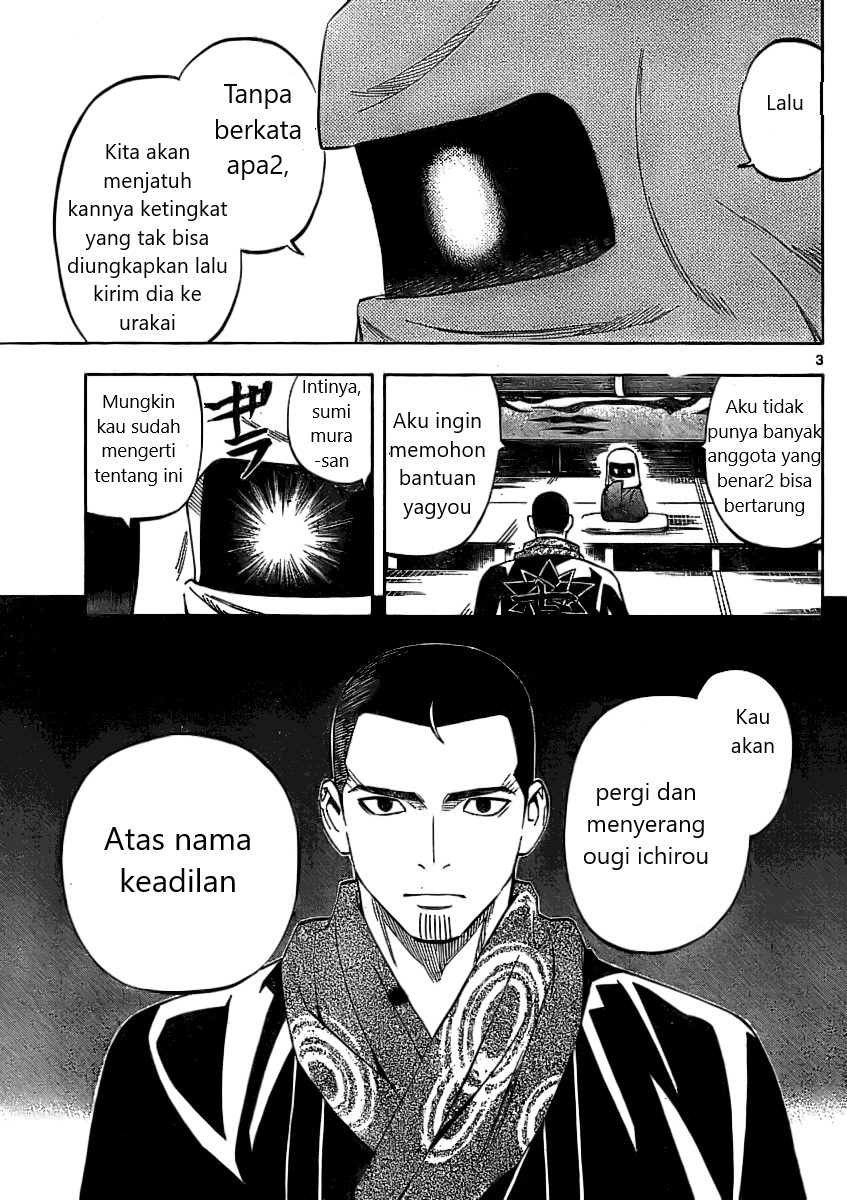 Lalu
Tanpa
berkata
apa2,
Kita akan
menjatuh
kannya ketingkat
yang tak bisa
diungkapkan lalu
kirim dia ke
urakai
3
Aku tidak
punya banyak
anggota yang
benar2 bisa
bertarung
Aku ingin
memohon
bantuan
yagyou
Intinya,
sumi
mura
-san
ギラ
Mungkin
kau sudah
mengerti
tentang ini
Kau
akan
pergi dan
menyerang
ougi ichirou
Atas nama
keadilan